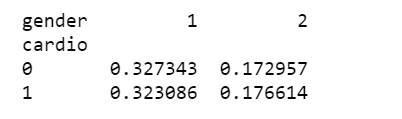 gender 1 2
cardio
0 0.327343 0.172957
1 0.323086 0.176614